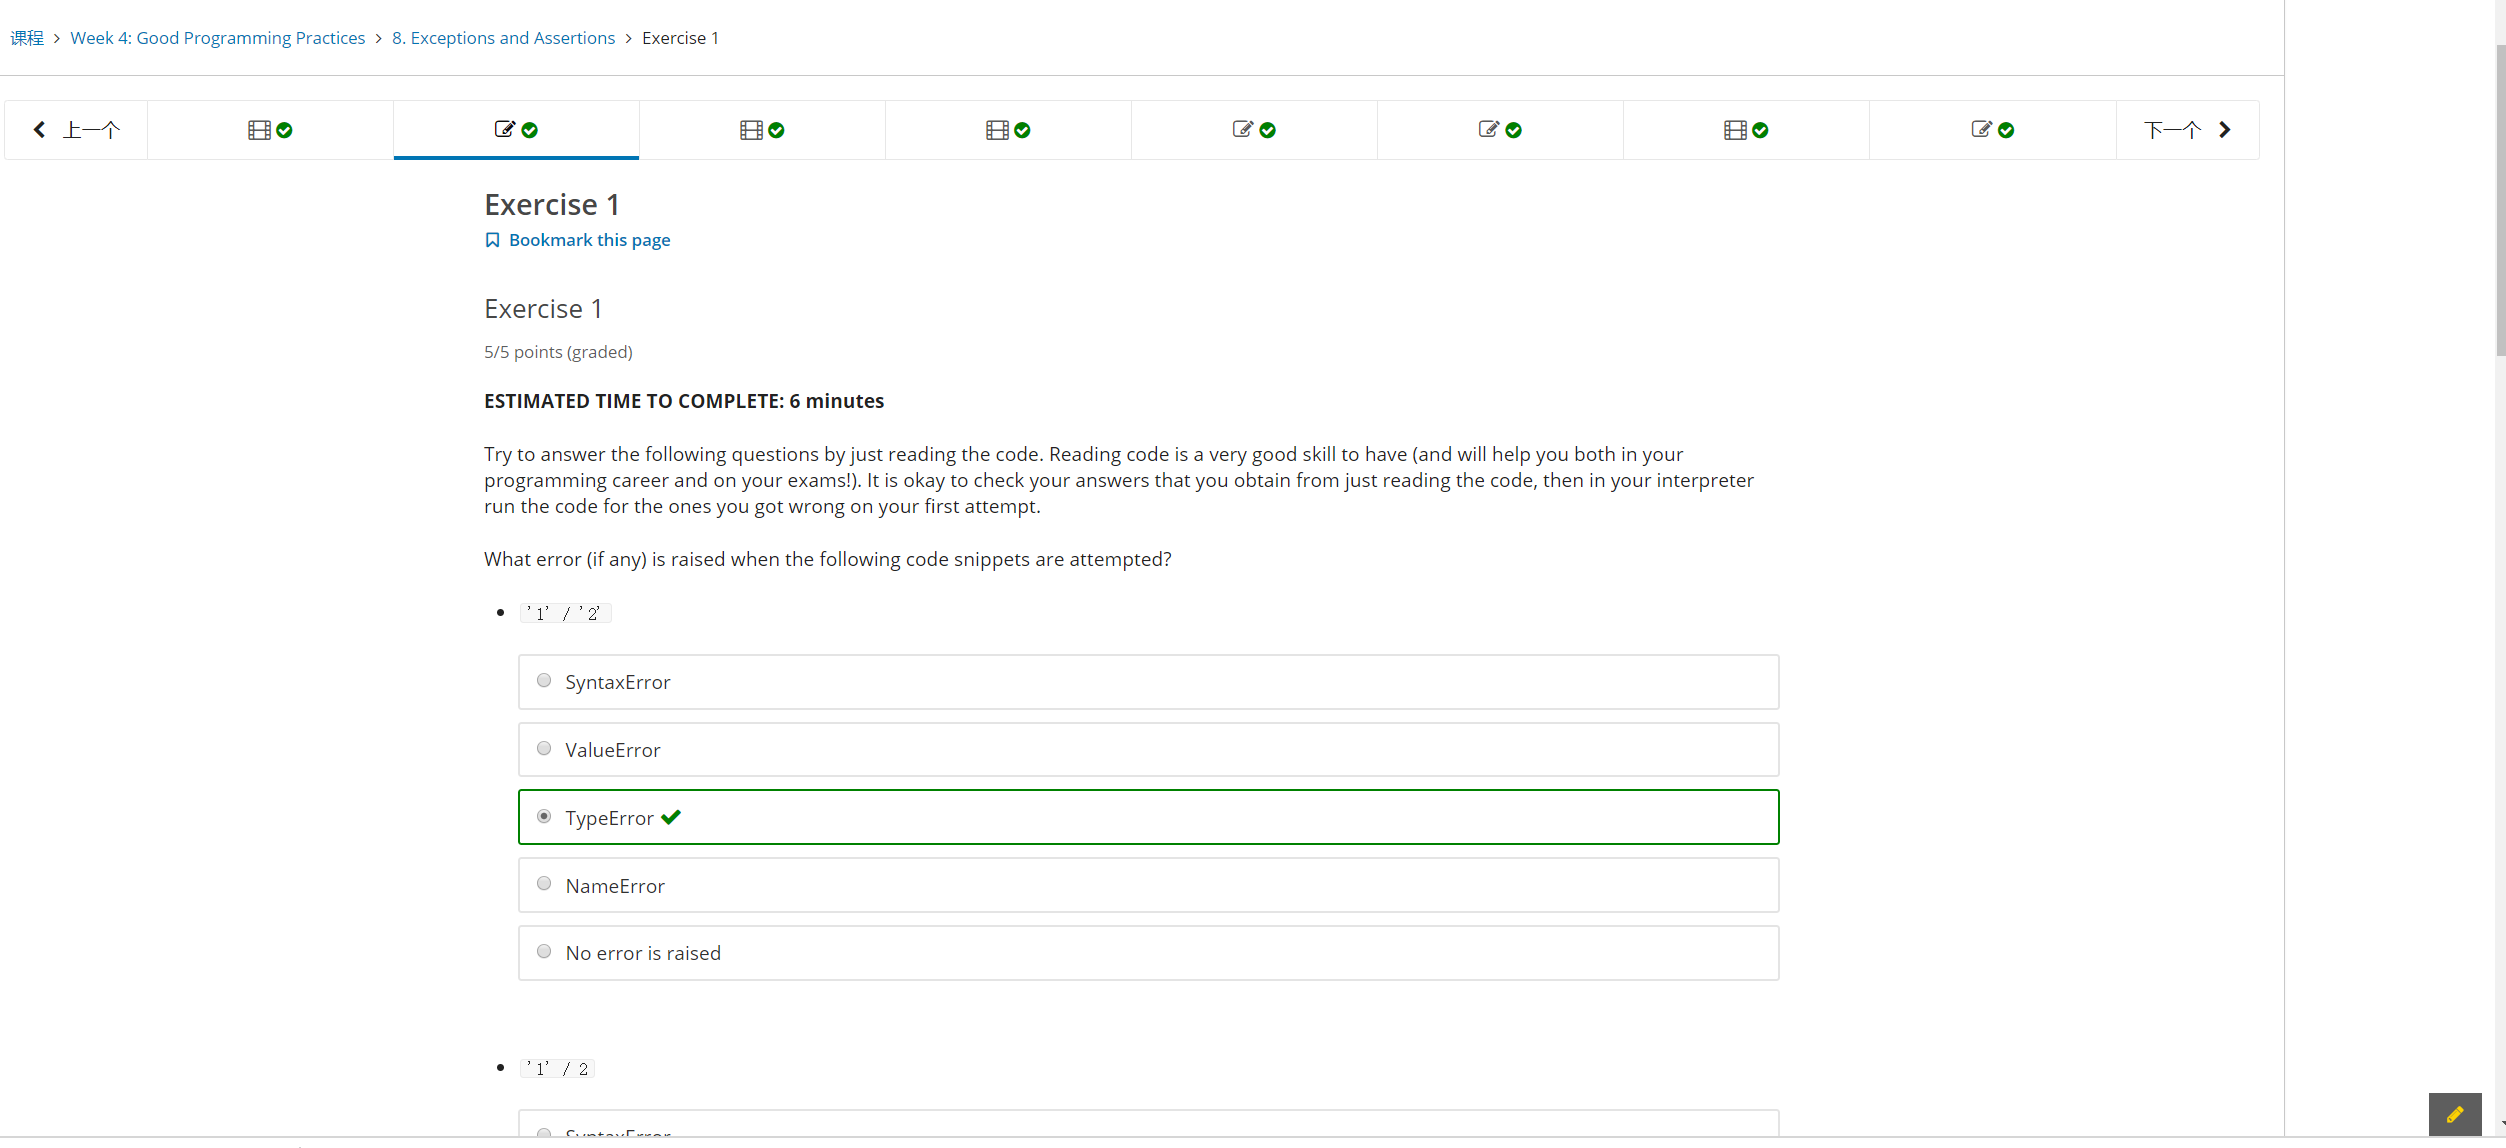 课程 > Week 4: Good Programming Practices > 8. Exceptions and Assertions > Exercise 1
上一个
下一个
Exercise 1
Bookmark this page
Exercise 1
5/5 points (graded)
ESTIMATED TIME TO COMPLETE: 6 minutes
Try to answer the following questions by just reading the code. Reading code is a very good skill to have (and will help you both in your
programming career and on your exams!). It is okay to check your answers that you obtain from just reading the code, then in your interpreter
run the code for the ones you got wrong on your first attempt.
What error (if any) is raised when the following code snippets are attempted?
'1' / '2'
SyntaxError
ValueError
TypeError
NameError
No error is raised
'1' / 2
SyntaxError